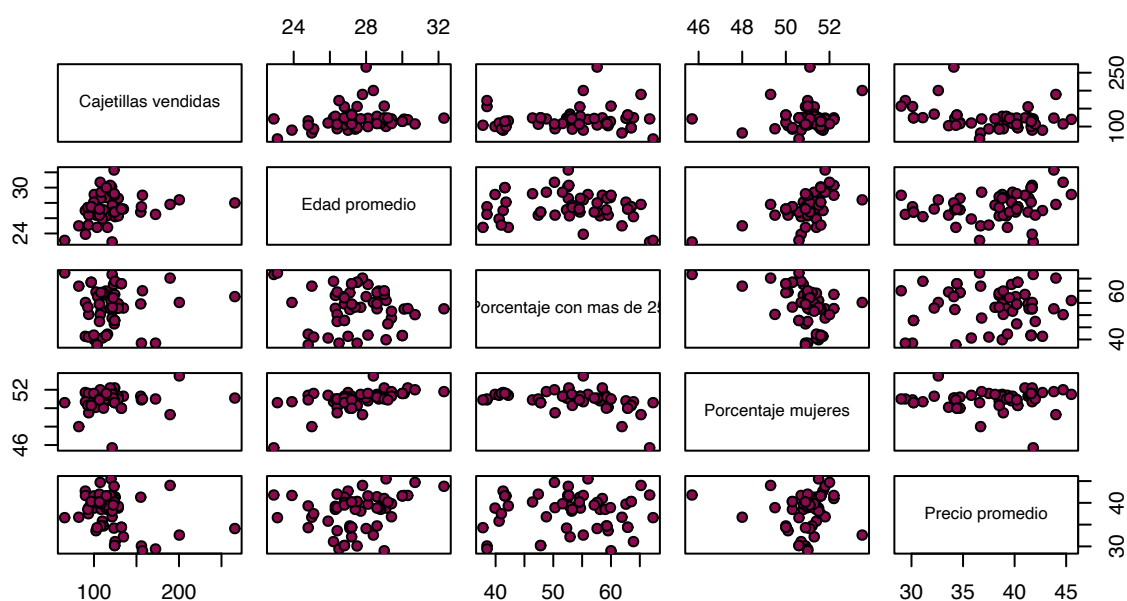 24 28 32 46 48 50 52
Cajetillas vendidas
100 250
24 30
Edad promedio
Porcentaje con mas de 25
40 60
46 52
Porcentaje mujeres
Precio promedio
30 40
100 200 40 50 60 30 35 40 45